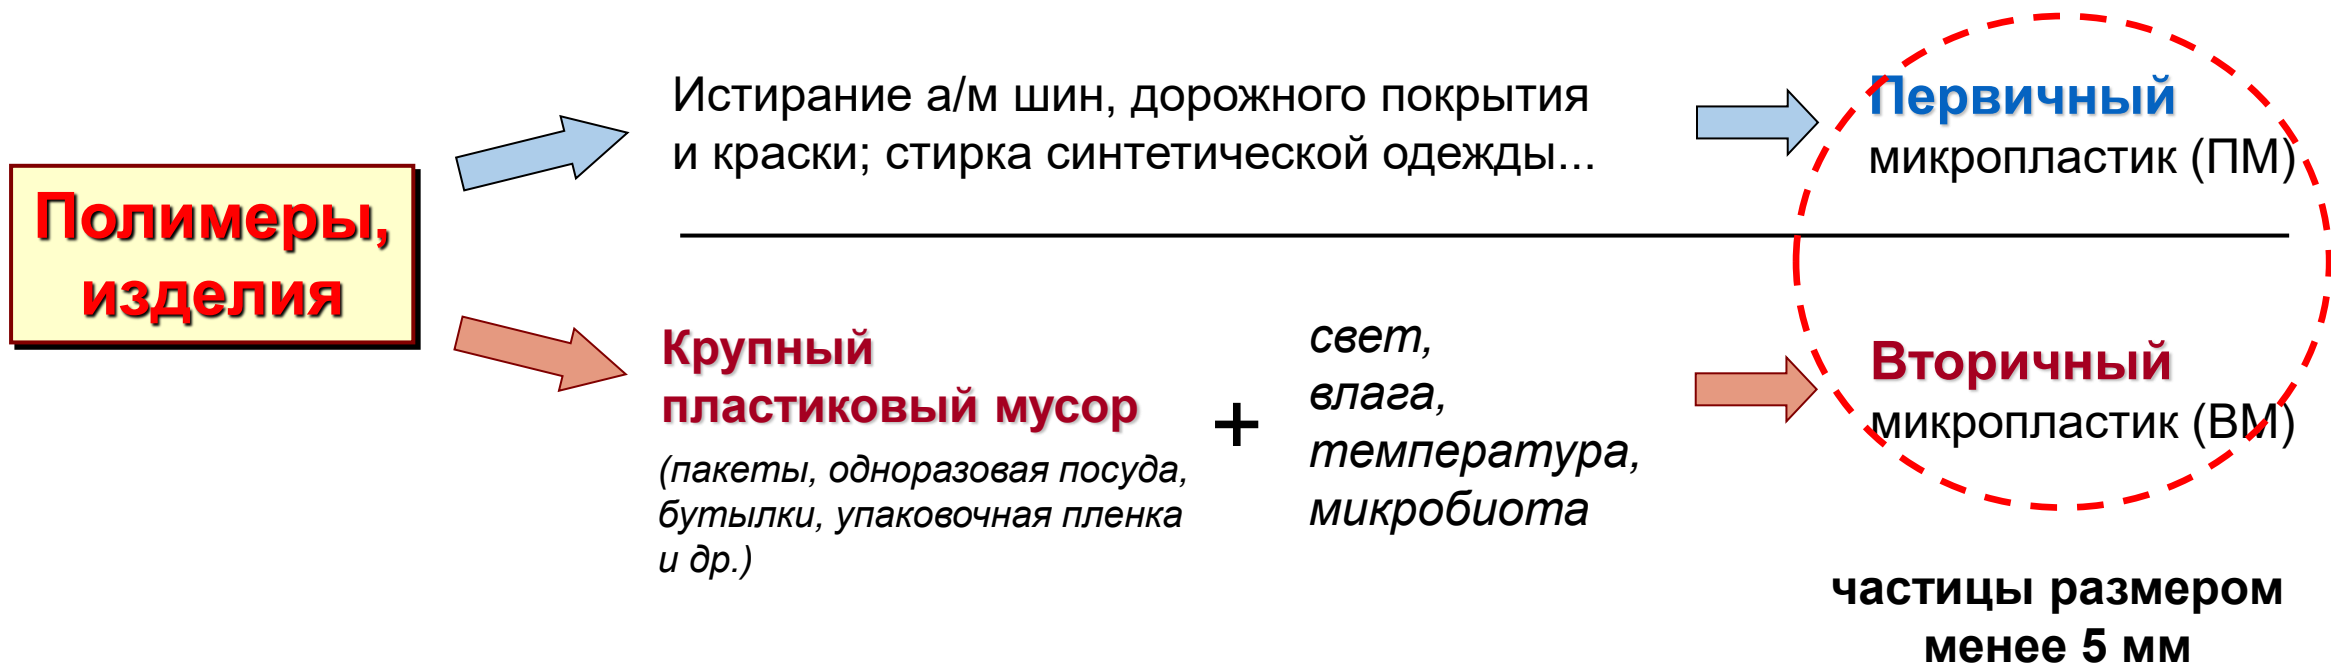 Полимеры,
изделия
Истирание а/м шин, дорожного покрытия
и краски; стирка синтетической одежды...
Первичный
микропластик (ПМ)
Крупный
пластиковый мусор
(пакеты, одноразовая посуда,
бутылки, упаковочная пленка
и др.)
+
свет,
влага,
температура,
микробиота
Вторичный
микропластик (ВМ)
частицы размером
менее 5 мм